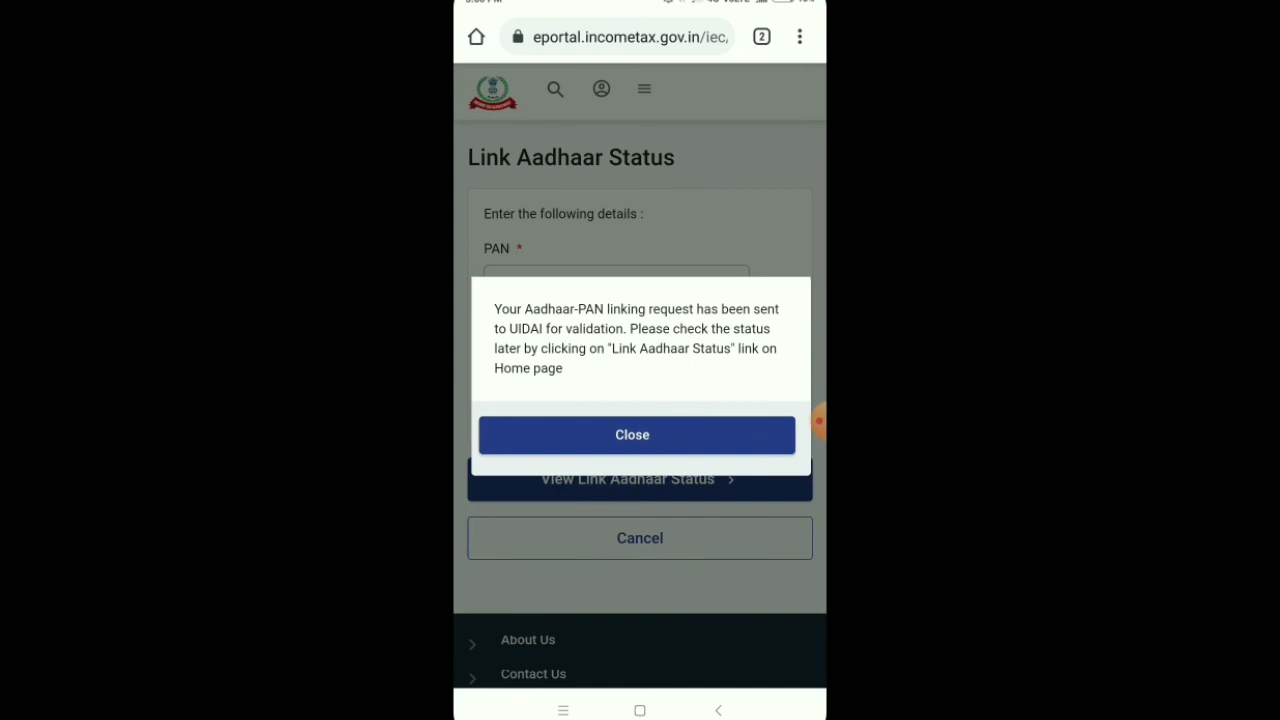 eportal.incometax.gov.in/iec,
2
Link Aadhaar Status
Enter the following details :
PAN *
Your Aadhaar-PAN linking request has been sent
to UIDAI for validation. Please check the status
later by clicking on "Link Aadhaar Status" link on
Home page
Close
View Link Aadhaar Status
Cancel
About Us
Contact Us